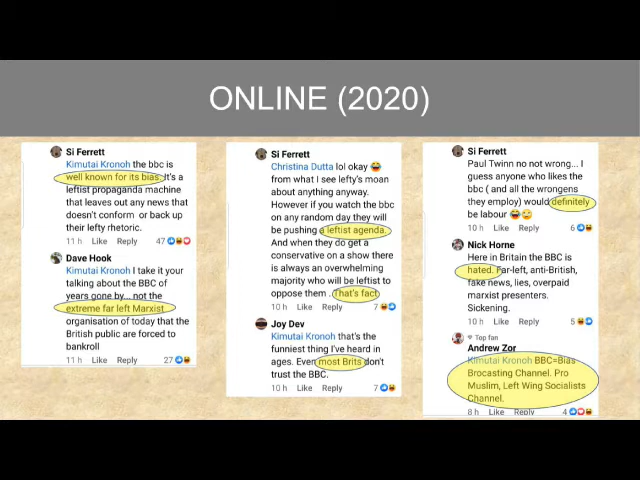 ONLINE (2020)
Si Ferrett
Kimutai Kronoh the bbc is
well known for its bias. It's a
leftist propaganda machine
that leaves out any news that
doesn't conform or back up
their lefty rhetoric.
11 h Like Reply 47
Dave Hook
Kimutai Kronoh I take it your
talking about the BBC of
years gone by... not the
extreme far left Marxist
organisation of today that the
British public are forced to
bankroll
11 h Like Reply 27
Si Ferrett
Christina Dutta lol okay 😂
from what I see lefty's moan
about anything anyway.
However if you watch the bbc
on any random day they will
be pushing a leftist agenda.
And when they do get a
conservative on a show there
is always an overwhelming
majority who will be leftist to
oppose them . That's fact
10 h Like Reply 7
Joy Dev
Kimutai Kronoh that's the
funniest thing I've heard in
ages. Even most Brits don't
trust the BBC.
10 h Like Reply 7
Si Ferrett
Paul Twinn no not wrong... I
guess anyone who likes the
bbc ( and all the wrongens
they employ) would definitely
be labour
10 h Like Reply 6
Nick Horne
Here in Britain the BBC is
hated. Far-left, anti-British,
fake news, lies, overpaid
marxist presenters.
Sickening.
10 h Like Reply 5
Top fan
Andrew Zor
Kimutai Kronoh BBC=Bias
Brocasting Channel. Pro
Muslim, Left Wing Socialists
Channel.
8 h Like Reply 4